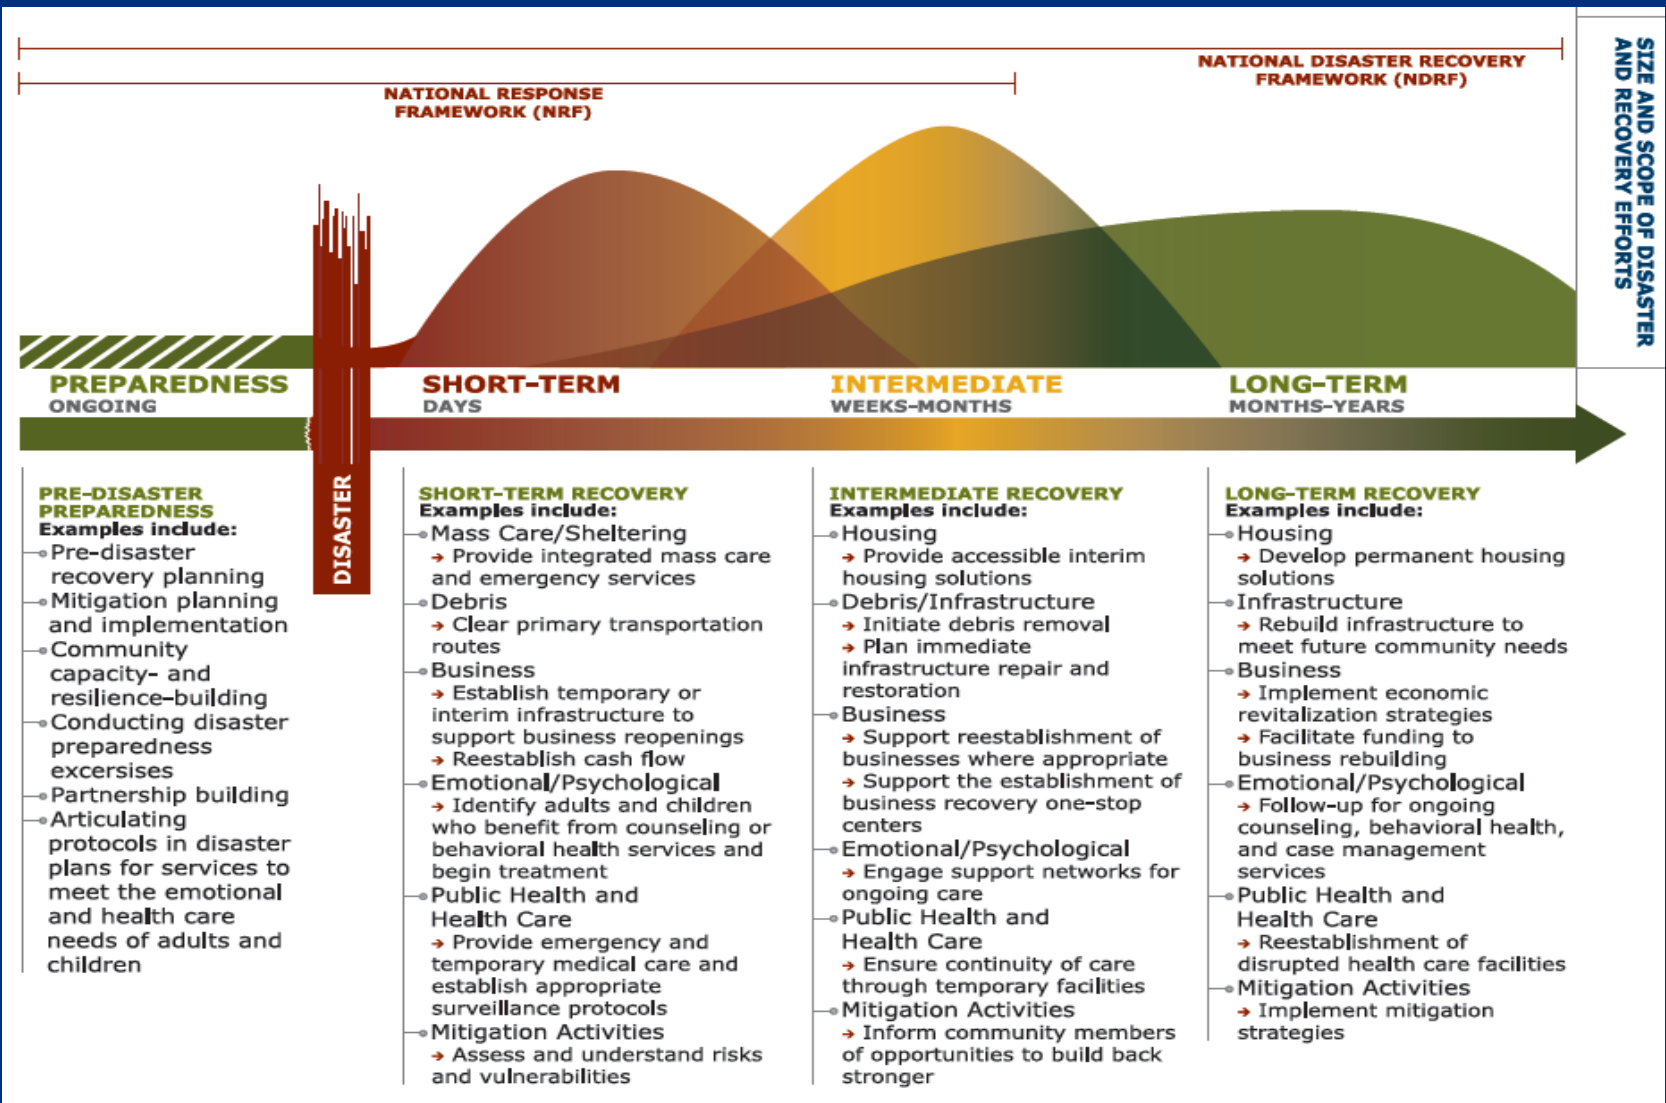 NATIONAL DISASTER RECOVERY
FRAMEWORK (NDRF)
NATIONAL RESPONSE
FRAMEWORK (NRF)
SIZE AND SCOPE OF DISASTER
AND RECOVERY EFFORTS
PREPAREDNESS
ONGOING
SHORT-TERM
DAYS
INTERMEDIATE
WEEKS-MONTHS
LONG-TERM
MONTHS-YEARS
DISASTER
PRE-DISASTER
PREPAREDNESS
Examples include:
Pre-disaster
recovery planning
Mitigation planning
and implementation
Community
capacity- and
resilience-building
Conducting disaster
preparedness
excersises
Partnership building
Articulating
protocols in disaster
plans for services to
meet the emotional
and health care
needs of adults and
children
SHORT-TERM RECOVERY
Examples include:
Mass Care/Sheltering
→ Provide integrated mass care
and emergency services
Debris
→ Clear primary transportation
routes
Business
→ Establish temporary or
interim infrastructure to
support business reopenings
→ Reestablish cash flow
Emotional/Psychological
→ Identify adults and children
who benefit from counseling or
behavioral health services and
begin treatment
Public Health and
Health Care
→ Provide emergency and
temporary medical care and
establish appropriate
surveillance protocols
Mitigation Activities
→ Assess and understand risks
and vulnerabilities
INTERMEDIATE RECOVERY
Examples include:
Housing
→ Provide accessible interim
housing solutions
Debris/Infrastructure
→ Initiate debris removal
→ Plan immediate
infrastructure repair and
restoration
Business
→ Support reestablishment of
businesses where appropriate
→ Support the establishment of
business recovery one-stop
centers
Emotional/Psychological
→ Engage support networks for
ongoing care
Public Health and
Health Care
→ Ensure continuity of care
through temporary facilities
Mitigation Activities
→ Inform community members
of opportunities to build back
stronger
LONG-TERM RECOVERY
Examples include:
Housing
→ Develop permanent housing
solutions
Infrastructure
→ Rebuild infrastructure to
meet future community needs
Business
→ Implement economic
revitalization strategies
→ Facilitate funding to
business rebuilding
Emotional/Psychological
→ Follow-up for ongoing
counseling, behavioral health,
and case management
services
Public Health and
Health Care
→ Reestablishment of
disrupted health care facilities
Mitigation Activities
→ Implement mitigation
strategies